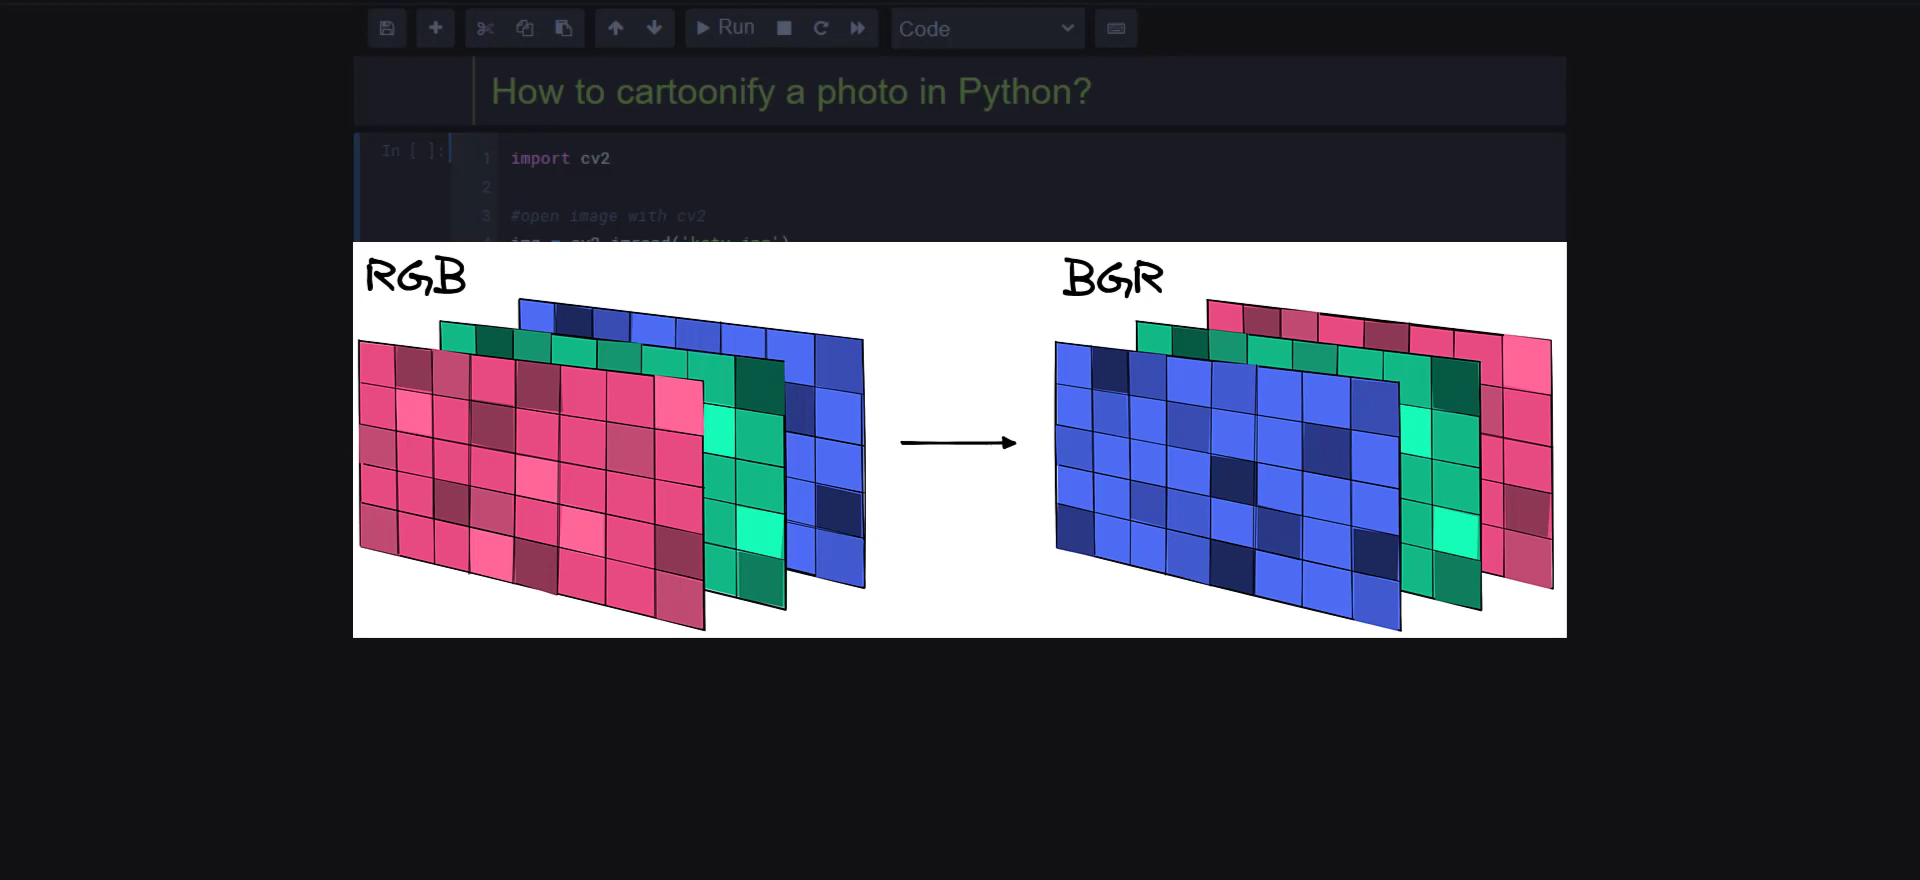 Run
Code
How to cartoonify a photo in Python?
In [ ]:
1 import cv2
2
3 #open image with cv2
RGB
BGR